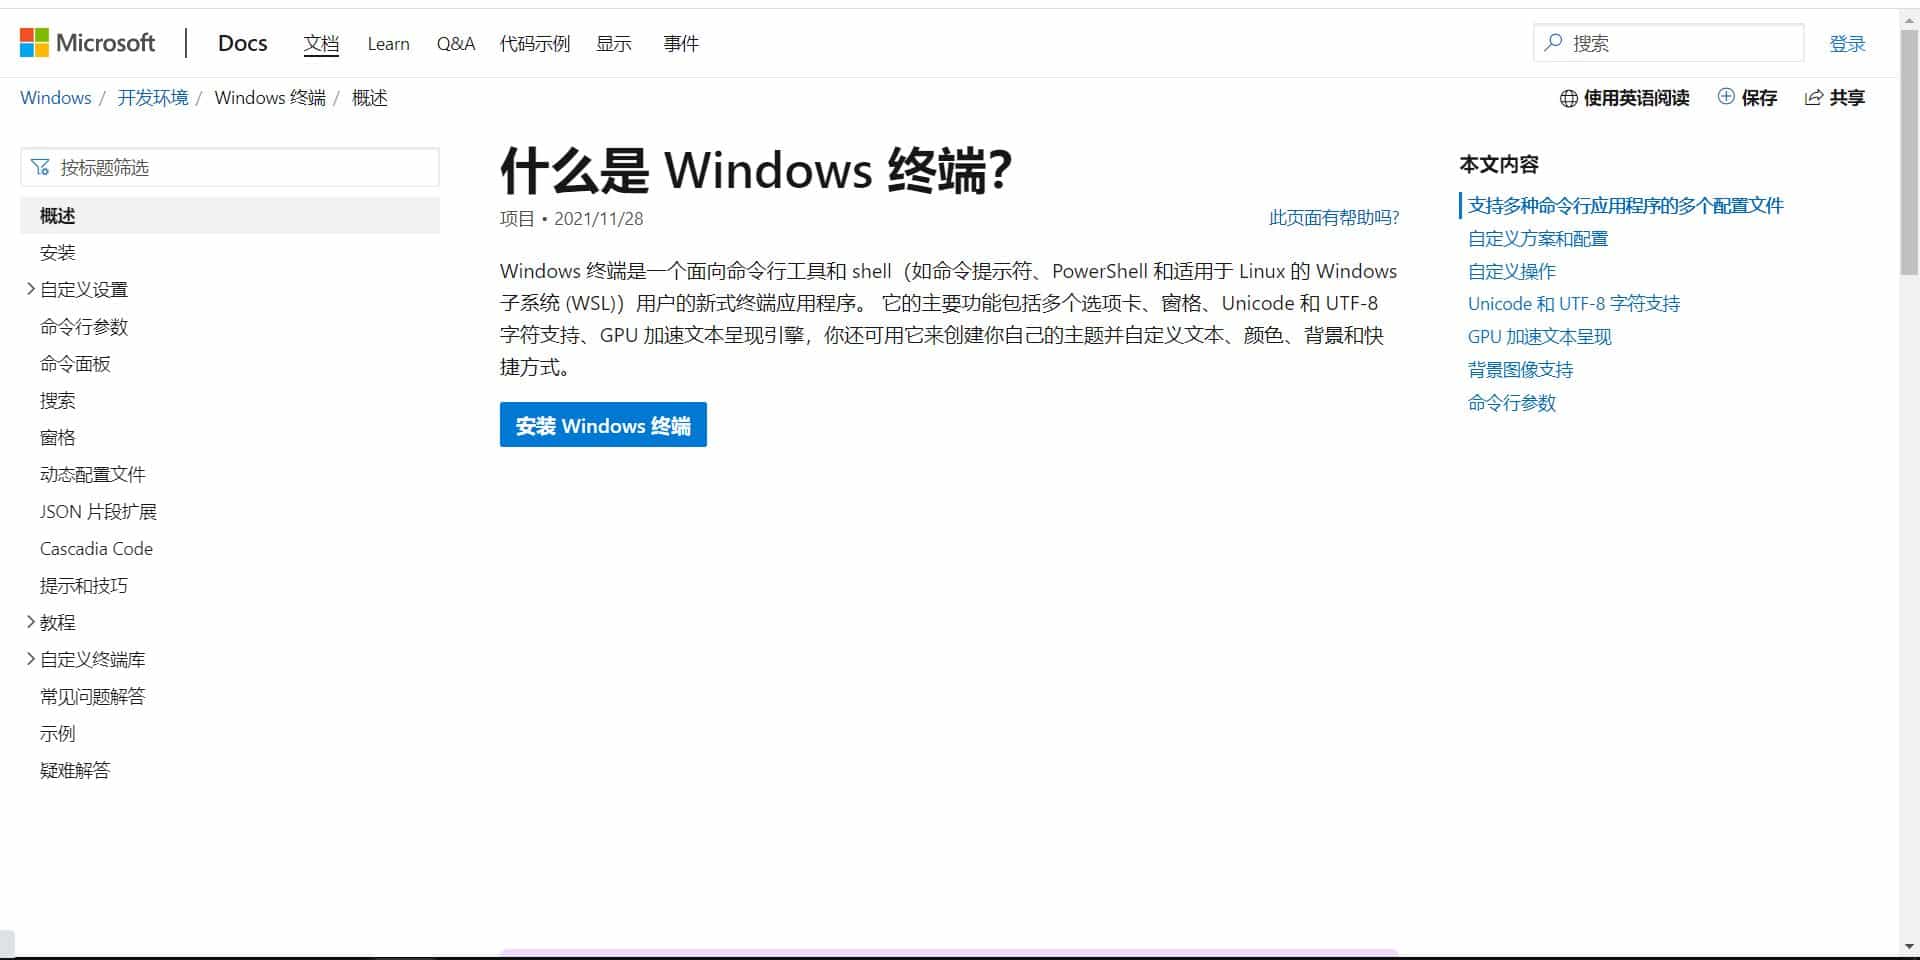 Microsoft | Docs 文档 Learn Q&A 代码示例 显示 事件 搜索 登录
Windows / 开发环境 / Windows 终端 / 概述 使用英语阅读 保存 共享
按标题筛选
概述
安装
自定义设置
命令行参数
命令面板
搜索
窗格
动态配置文件
JSON 片段扩展
Cascadia Code
提示和技巧
教程
自定义终端库
常见问题解答
示例
疑难解答
什么是 Windows 终端?
项目 • 2021/11/28 此页面有帮助吗?
Windows 终端是一个面向命令行工具和 shell（如命令提示符、PowerShell 和适用于 Linux 的 Windows
子系统 (WSL)）用户的新式终端应用程序。 它的主要功能包括多个选项卡、窗格、Unicode 和 UTF-8
字符支持、GPU 加速文本呈现引擎，你还可用它来创建你自己的主题并自定义文本、颜色、背景和快
捷方式。
安装 Windows 终端
本文内容
支持多种命令行应用程序的多个配置文件
自定义方案和配置
自定义操作
Unicode 和 UTF-8 字符支持
GPU 加速文本呈现
背景图像支持
命令行参数